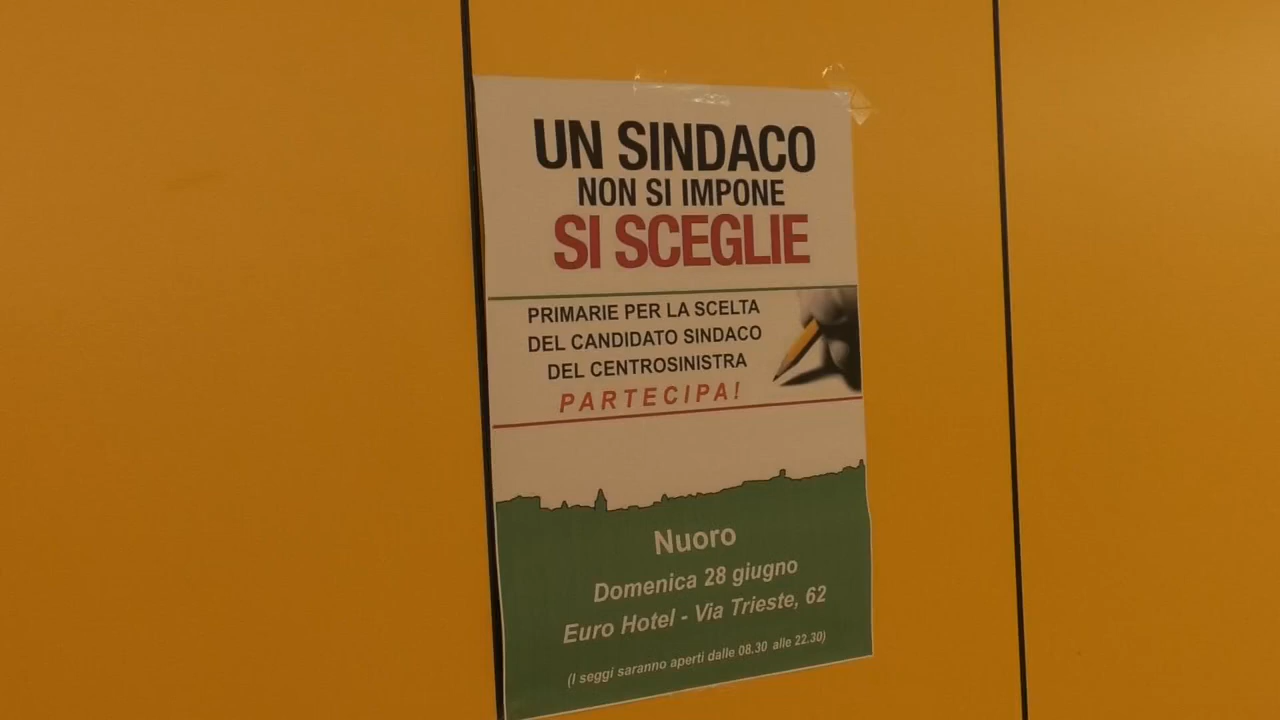 UN SINDACO
NON SI IMPONE
SI SCEGLIE
PRIMARIE PER LA SCELTA
DEL CANDIDATO SINDACO
DEL CENTROSINISTRA
PARTECIPA!
Nuoro
Domenica 28 giugno
Euro Hotel - Via Trieste, 62
(I seggi saranno aperti dalle 08.30 alle 22.30)